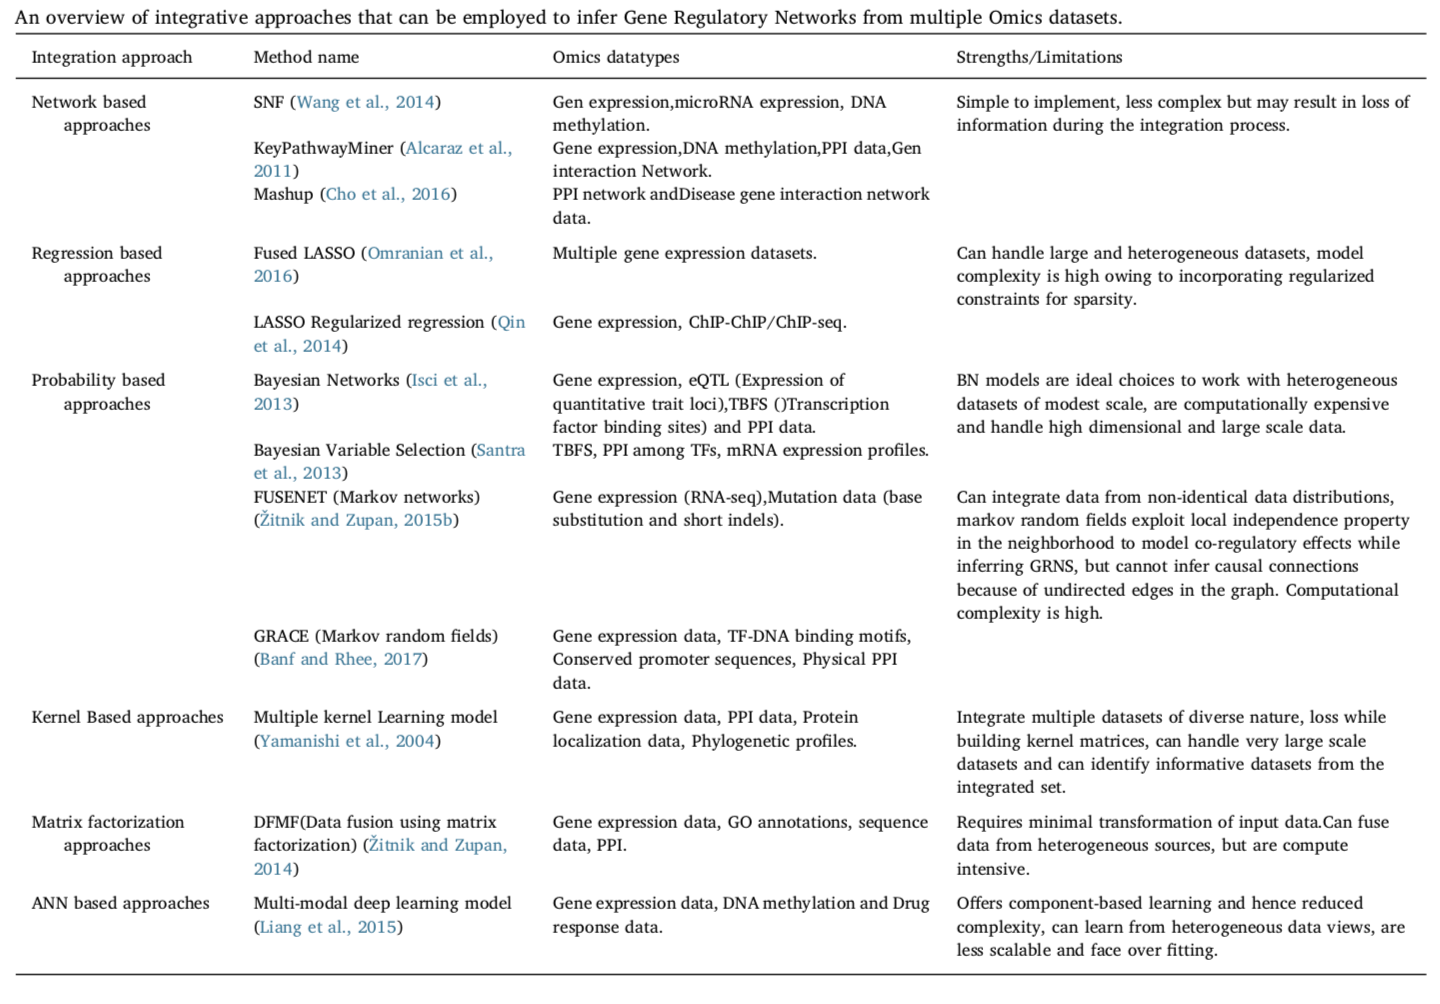 An overview of integrative approaches that can be employed to infer Gene Regulatory Networks from multiple Omics datasets.
Integration approach Method name Omics datatypes Strengths/Limitations
Network based SNF (Wang et al., 2014) Gen expression,microRNA expression, DNA Simple to implement, less complex but may result in loss of
approaches methylation. information during the integration process.
KeyPathwayMiner (Alcaraz et al., Gene expression,DNA methylation,PPI data,Gen
2011) interaction Network.
Mashup (Cho et al., 2016) PPI network andDisease gene interaction network
data.
Regression based Fused LASSO (Omranian et al., Multiple gene expression datasets. Can handle large and heterogeneous datasets, model
approaches 2016) complexity is high owing to incorporating regularized
constraints for sparsity.
LASSO Regularized regression (Qin Gene expression, ChIP-ChIP/ChIP-seq.
et al., 2014)
Probability based Bayesian Networks (Isci et al., Gene expression, eQTL (Expression of BN models are ideal choices to work with heterogeneous
approaches 2013) quantitative trait loci),TBFS ()Transcription datasets of modest scale, are computationally expensive
factor binding sites) and PPI data. and handle high dimensional and large scale data.
Bayesian Variable Selection (Santra TBFS, PPI among TFs, mRNA expression profiles.
et al., 2013)
FUSENET (Markov networks) Gene expression (RNA-seq),Mutation data (base Can integrate data from non-identical data distributions,
(Žitnik and Zupan, 2015b) substitution and short indels). markov random fields exploit local independence property
in the neighborhood to model co-regulatory effects while
inferring GRNS, but cannot infer causal connections
because of undirected edges in the graph. Computational
complexity is high.
GRACE (Markov random fields) Gene expression data, TF-DNA binding motifs,
(Banf and Rhee, 2017) Conserved promoter sequences, Physical PPI
data.
Kernel Based approaches Multiple kernel Learning model Gene expression data, PPI data, Protein Integrate multiple datasets of diverse nature, loss while
(Yamanishi et al., 2004) localization data, Phylogenetic profiles. building kernel matrices, can handle very large scale
datasets and can identify informative datasets from the
integrated set.
Matrix factorization DFMF(Data fusion using matrix Gene expression data, GO annotations, sequence Requires minimal transformation of input data.Can fuse
approaches factorization) (Žitnik and Zupan, data, PPI. data from heterogeneous sources, but are compute
2014) intensive.
ANN based approaches Multi-modal deep learning model Gene expression data, DNA methylation and Drug Offers component-based learning and hence reduced
(Liang et al., 2015) response data. complexity, can learn from heterogeneous data views, are
less scalable and face over fitting.